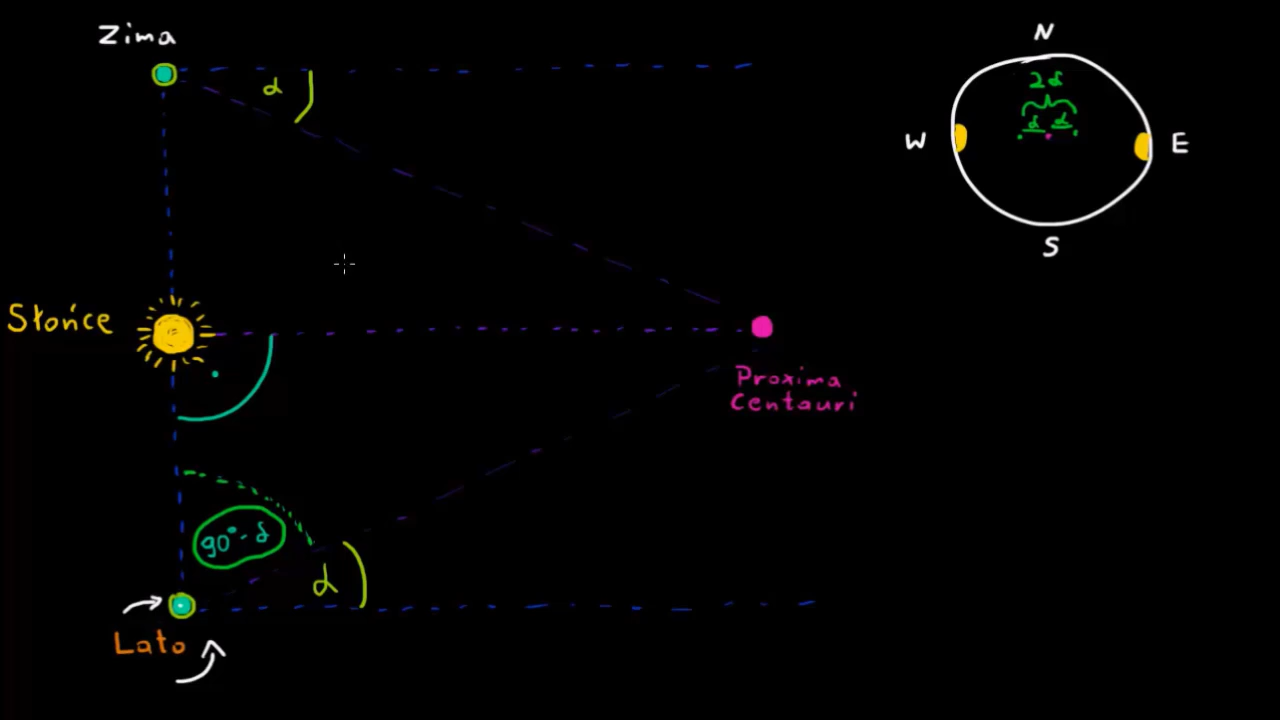 Zima
α
Słońce
Proxima
Centauri
90°-α
α
Lato
N
2α
α α
W
E
S